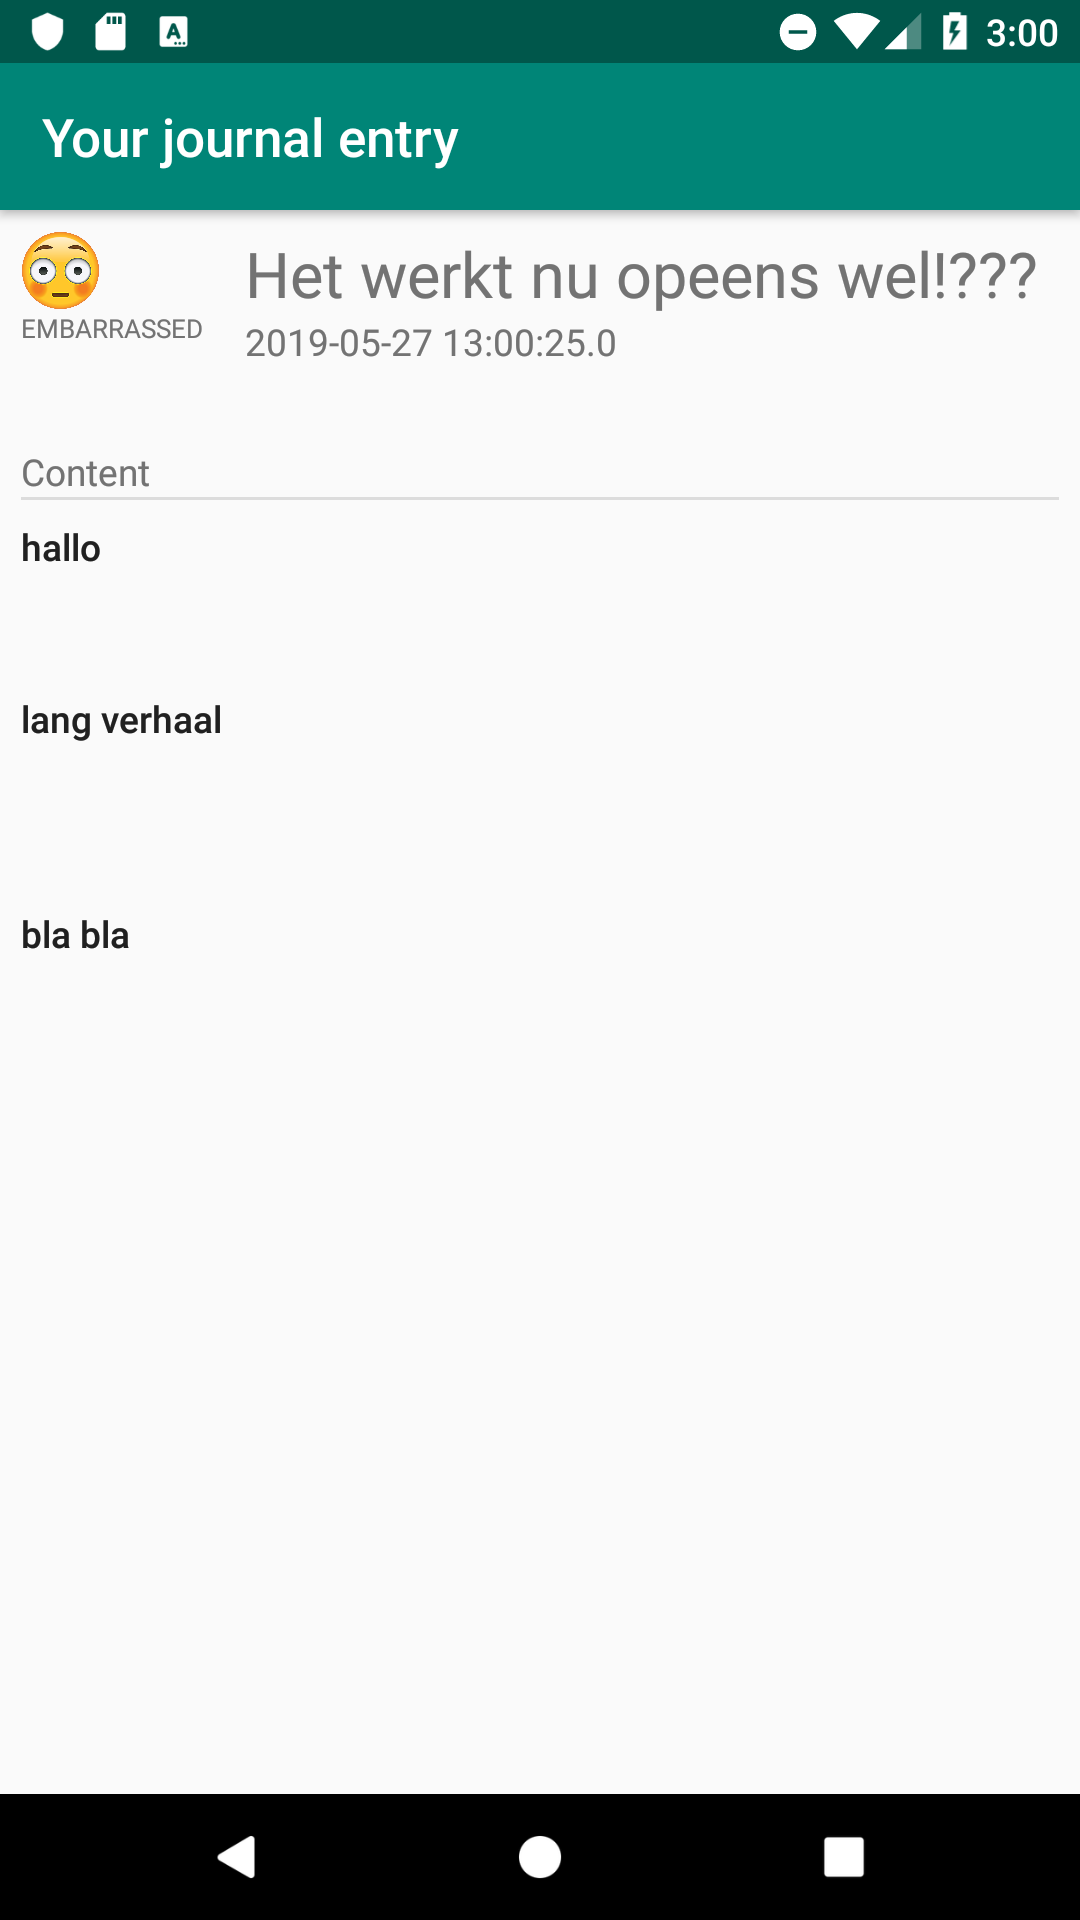 3:00
Your journal entry
Het werkt nu opeens wel!???
EMBARRASSED
2019-05-27 13:00:25.0
Content
hallo
lang verhaal
bla bla